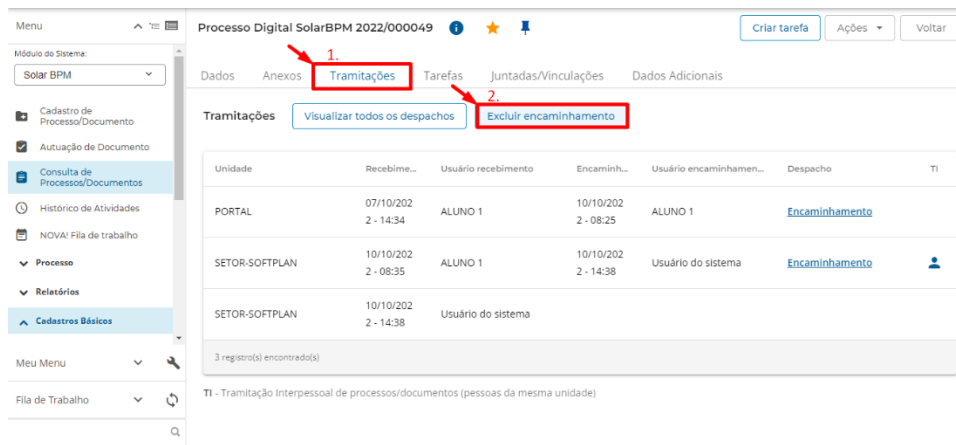 Menu
Módulo do Sistema:
Solar BPM
Cadastro de
Processo/Documento
Autuação de Documento
Consulta de
Processos/Documentos
Histórico de Atividades
NOVA! Fila de trabalho
Processo
Relatórios
Cadastros Básicos
Meu Menu
Fila de Trabalho
Processo Digital SolarBPM 2022/000049
Criar tarefa Ações Voltar
1.
Dados Anexos Tramitações Tarefas Juntadas/Vinculações Dados Adicionais
2.
Tramitações Visualizar todos os despachos Excluir encaminhamento
Unidade Recebime... Usuário recebimento Encaminh... Usuário encaminhamen... Despacho TI
PORTAL 07/10/202 ALUNO 1 10/10/202 ALUNO 1 Encaminhamento
2 - 14:34 2 - 08:25
SETOR-SOFTPLAN 10/10/202 ALUNO 1 10/10/202 Usuário do sistema Encaminhamento
2 - 08:35 2 - 14:38
SETOR-SOFTPLAN 10/10/202 Usuário do sistema
2 - 14:38
3 registro(s) encontrado(s)
TI - Tramitação Interpessoal de processos/documentos (pessoas da mesma unidade)